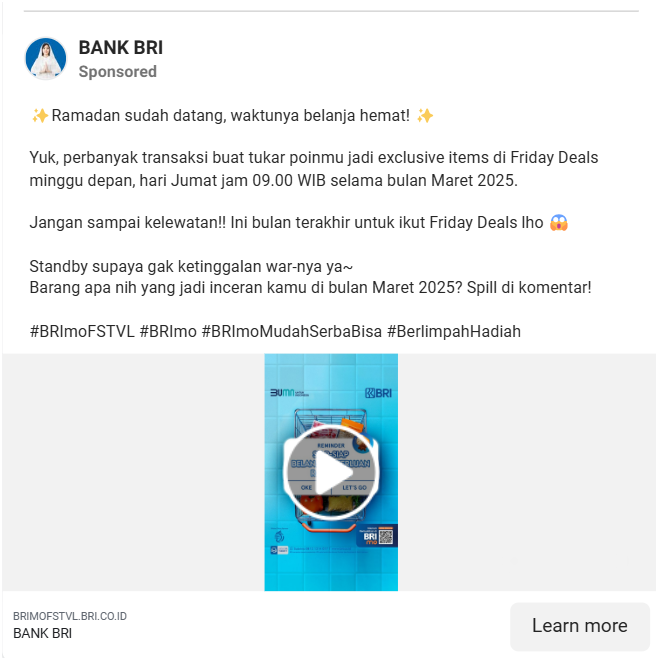 BANK BRI
Sponsored
✨Ramadan sudah datang, waktunya belanja hemat! ✨
Yuk, perbanyak transaksi buat tukar poinmu jadi exclusive items di Friday Deals
minggu depan, hari Jumat jam 09.00 WIB selama bulan Maret 2025.
Jangan sampai kelewatan!! Ini bulan terakhir untuk ikut Friday Deals lho 😱
Standby supaya gak ketinggalan war-nya ya~
Barang apa nih yang jadi inceran kamu di bulan Maret 2025? Spill di komentar!
#BRImoFSTVL #BRImo #BRImoMudahSerbaBisa #BerlimpahHadiah
BUMN
BRI
REMINDER
OKE
LET'S GO
BRI
mo
BRIMOFSTVL.BRI.CO.ID
BANK BRI
Learn more